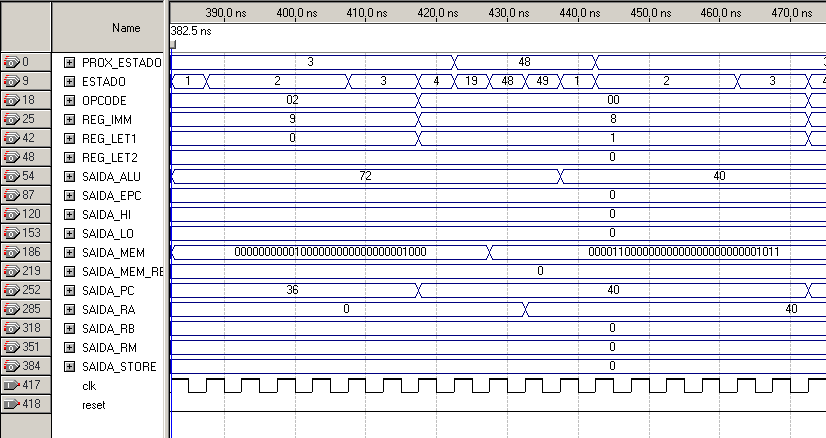 Name
390,0 ns 400,0 ns 410,0 ns 420,0 ns 430,0 ns 440,0 ns 450,0 ns 460,0 ns 470,0 ns
382.5 ns
0 PROX_ESTADO 3 48 3
9 ESTADO 1 2 3 4 19 48 49 1 2 3 4
18 OPCODE 02 00
25 REG_IMM 9 8
42 REG_LET1 0 1
48 REG_LET2 0
54 SAIDA_ALU 72 40
87 SAIDA_EPC 0
120 SAIDA_HI 0
153 SAIDA_LO 0
186 SAIDA_MEM
219 SAIDA_MEM_RE 0
252 SAIDA_PC 36 40
285 SAIDA_RA 0 40
318 SAIDA_RB 0
351 SAIDA_RM 0
384 SAIDA_STORE 0
417 clk
418 reset